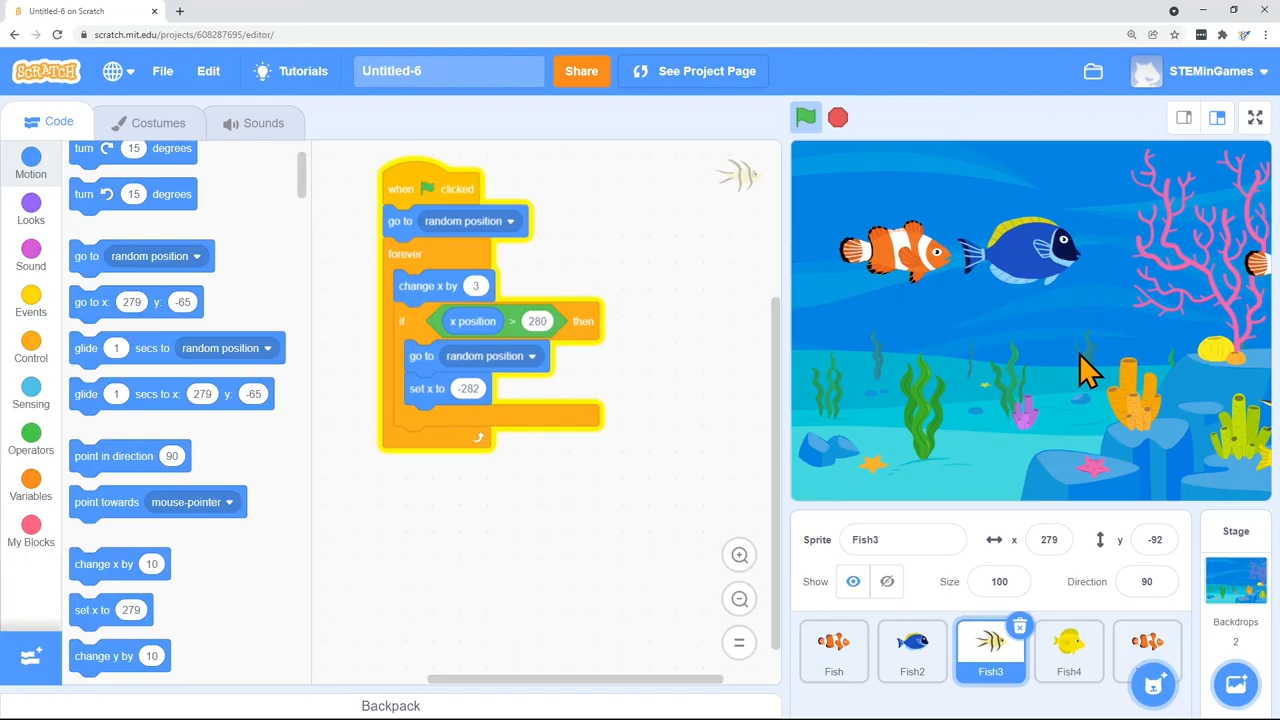 Untitled-6 on Scratch
scratch.mit.edu/projects/608287695/editor/
SCRATCH File Edit Tutorials Untitled-6 Share See Project Page STEMinGames
Code Costumes Sounds
Motion
Looks
Sound
Events
Control
Sensing
Operators
Variables
My Blocks
turn 15 degrees
turn 15 degrees
go to random position
go to x: 279 y: -65
glide 1 secs to random position
glide 1 secs to x: 279 y: -65
point in direction 90
point towards mouse-pointer
change x by 10
set x to 279
change y by 10
when clicked
go to random position
forever
change x by 3
if x position > 280 then
go to random position
set x to -282
Sprite Fish3 x 279 y -92
Show Size 100 Direction 90
Fish Fish2 Fish3 Fish4
Stage
Backdrops
2
Backpack